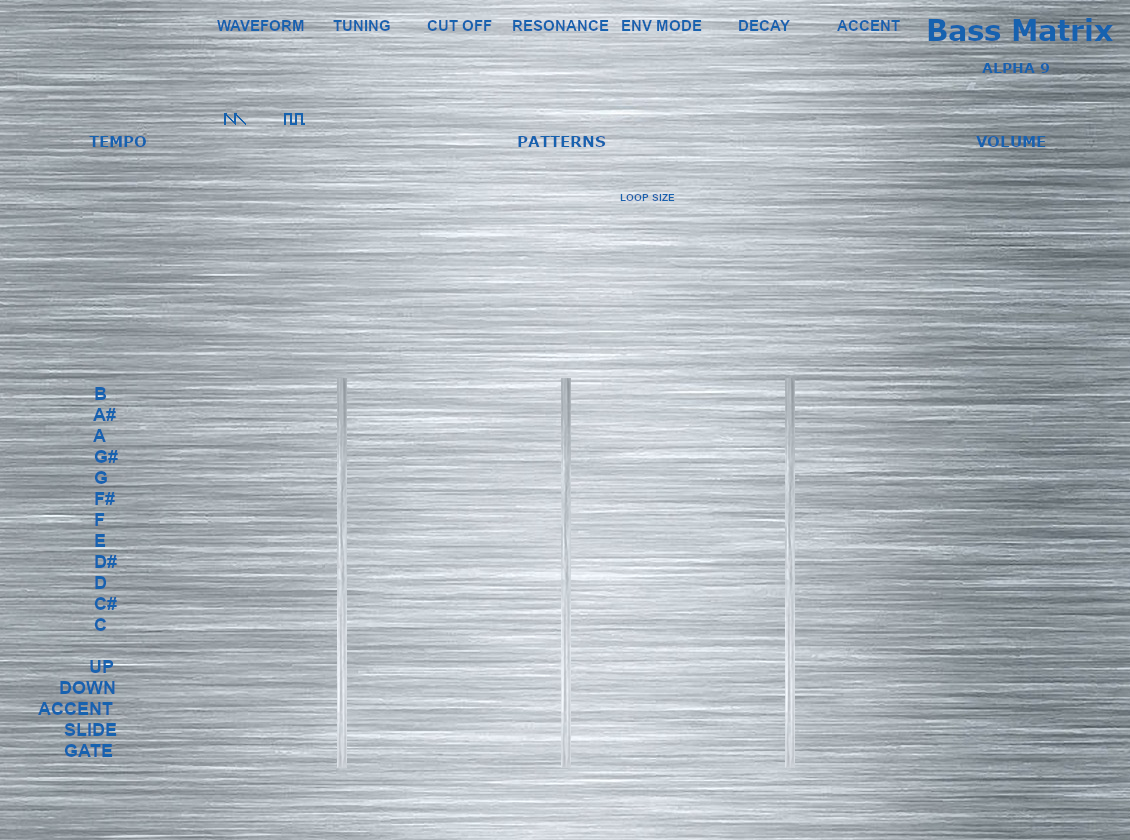 WAVEFORM TUNING CUT OFF RESONANCE ENV MODE DECAY ACCENT Bass Matrix
ALPHA 9
TEMPO PATTERNS VOLUME
LOOP SIZE
B
A#
A
G#
G
F#
F
E
D#
D
C#
C
UP
DOWN
ACCENT
SLIDE
GATE